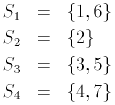 S₁ = {1, 6}
S₂ = {2}
S₃ = {3, 5}
S₄ = {4, 7}